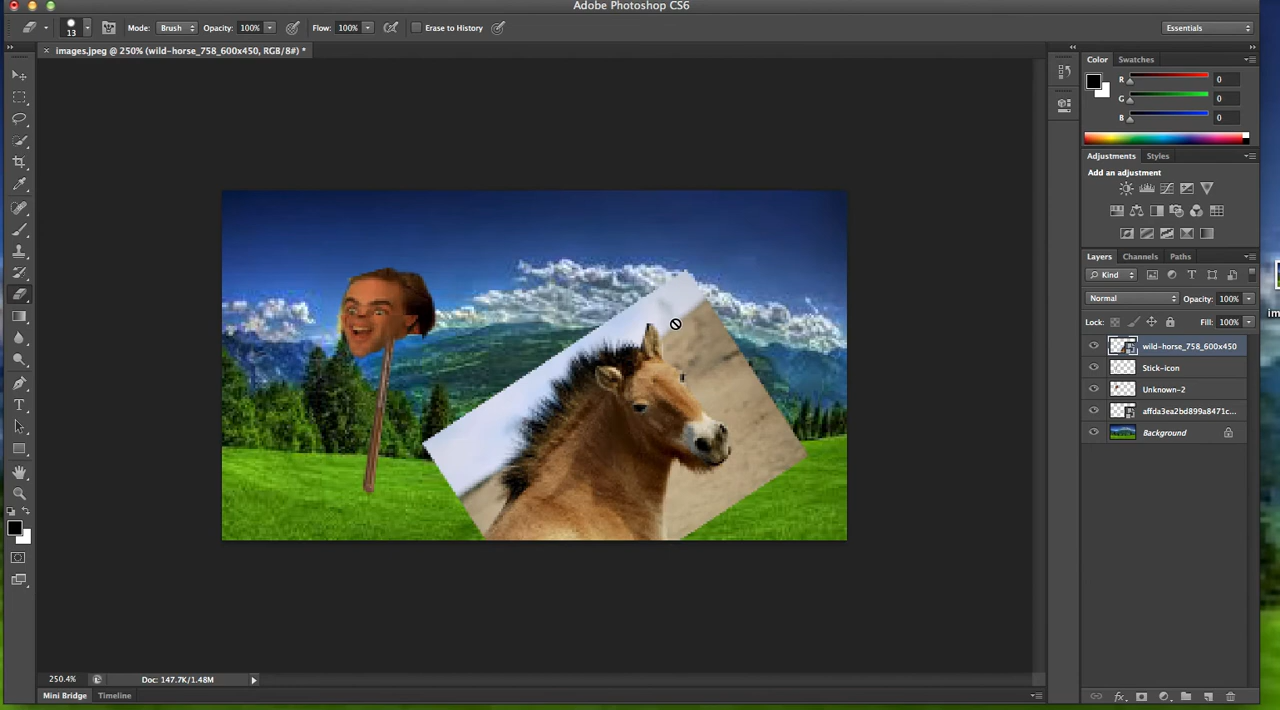 Adobe Photoshop CS6
13 Mode: Brush Opacity: 100% Flow: 100% Erase to History Essentials
images.jpeg @ 250% (wild-horse_758_600x450, RGB/8#) *
Color Swatches
R 0
G 0
B 0
Adjustments Styles
Add an adjustment
Layers Channels Paths
Kind
Normal Opacity: 100%
Lock: Fill: 100%
wild-horse_758_600x450
Stick-icon
Unknown-2
affda3ea2bd899a8471c...
Background
im
250.4% Doc: 147.7K/1.48M
Mini Bridge Timeline